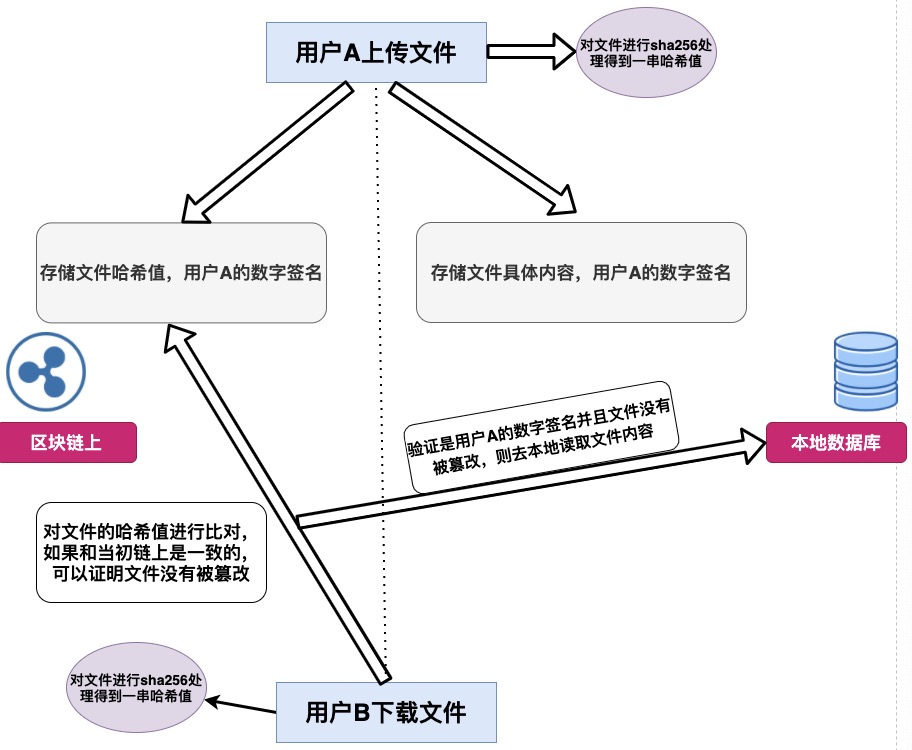 用户A上传文件
对文件进行sha256处
理得到一串哈希值
存储文件哈希值，用户A的数字签名
存储文件具体内容，用户A的数字签名
区块链上
本地数据库
验证是用户A的数字签名并且文件没有
被篡改，则去本地读取文件内容
对文件的哈希值进行比对，
如果和当初链上是一致的，
可以证明文件没有被篡改
对文件进行sha256处
理得到一串哈希值
用户B下载文件